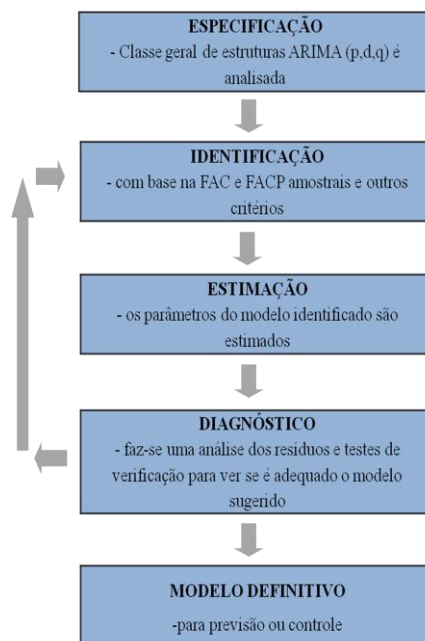 ESPECIFICAÇÃO
- Classe geral de estruturas ARIMA (p,d,q) é
analisada
IDENTIFICAÇÃO
- com base na FAC e FACP amostrais e outros
critérios
ESTIMAÇÃO
- os parâmetros do modelo identificado são
estimados
DIAGNÓSTICO
- faz-se uma análise dos resíduos e testes de
verificação para ver se é adequado o modelo
sugerido
MODELO DEFINITIVO
-para previsão ou controle